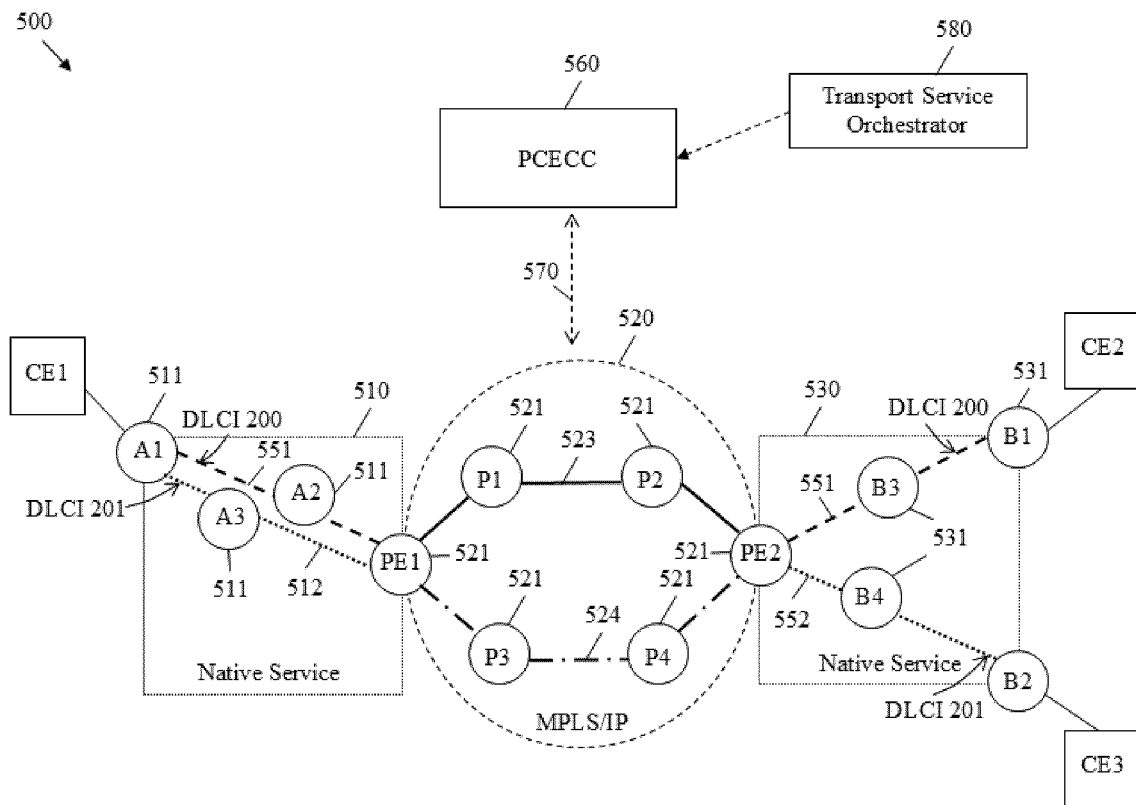 500
580
560
Transport Service
Orchestrator
PCECC
570
520
CE1
CE2
511
510
521
521
530
531
DLCI 200
DLCI 200
A1
551
523
B1
511
P1
P2
A2
B3
DLCI 201
A3
551
531
PE1
521
521
PE2
531
511
512
521
521
B4
524
552
P3
P4
Native Service
Native Service
B2
DLCI 201
MPLS/IP
CE3